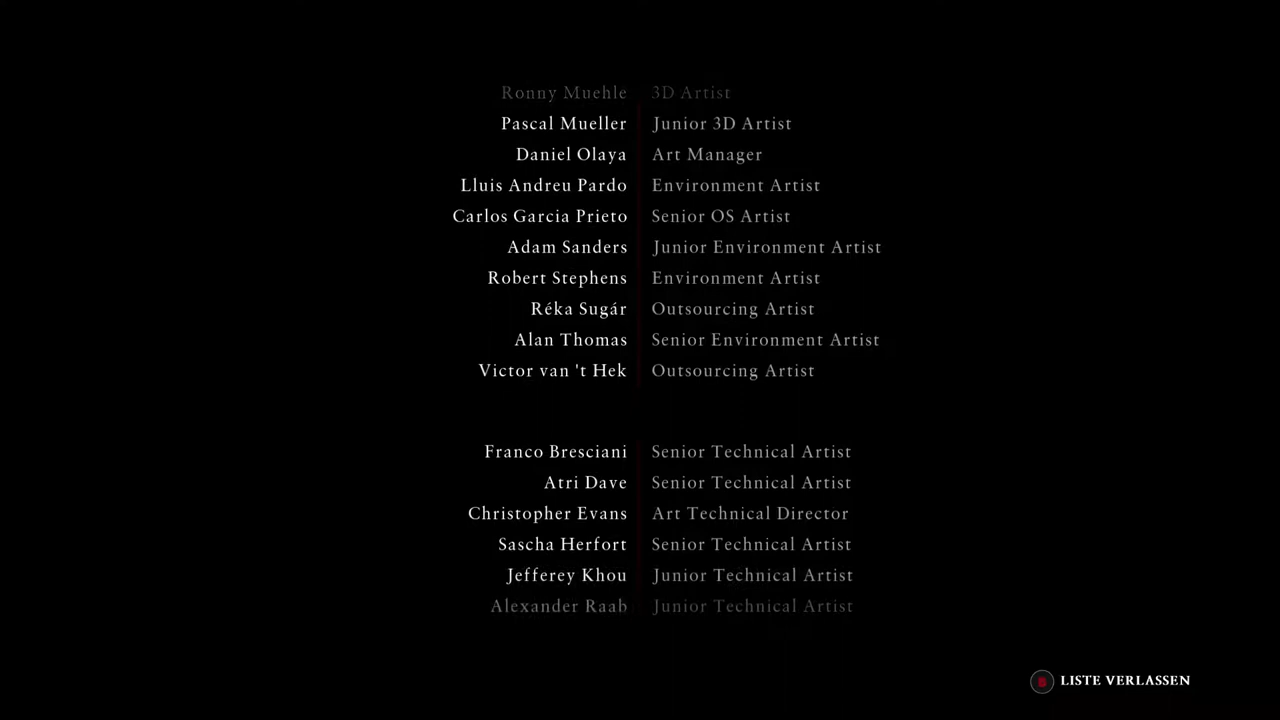 Ronny Muehle 3D Artist
Pascal Mueller Junior 3D Artist
Daniel Olaya Art Manager
Lluis Andreu Pardo Environment Artist
Carlos Garcia Prieto Senior OS Artist
Adam Sanders Junior Environment Artist
Robert Stephens Environment Artist
Réka Sugár Outsourcing Artist
Alan Thomas Senior Environment Artist
Victor van 't Hek Outsourcing Artist
Franco Bresciani Senior Technical Artist
Atri Dave Senior Technical Artist
Christopher Evans Art Technical Director
Sascha Herfort Senior Technical Artist
Jefferey Khou Junior Technical Artist
Alexander Raab Junior Technical Artist
B LISTE VERLASSEN